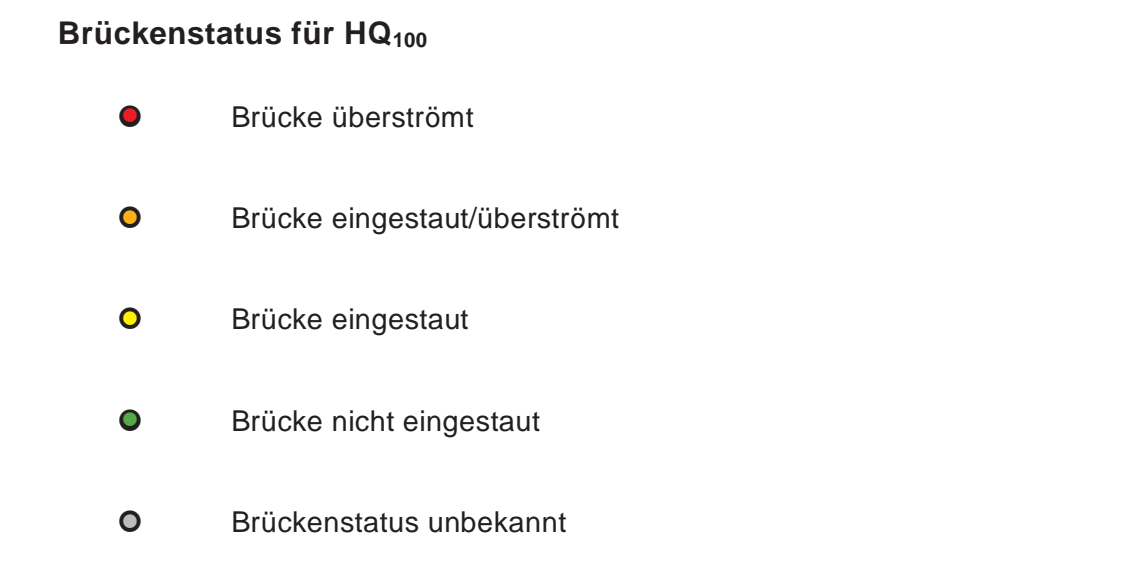 Brückenstatus für HQ₁₀₀
Brücke überströmt
Brücke eingestaut/überströmt
Brücke eingestaut
Brücke nicht eingestaut
Brückenstatus unbekannt